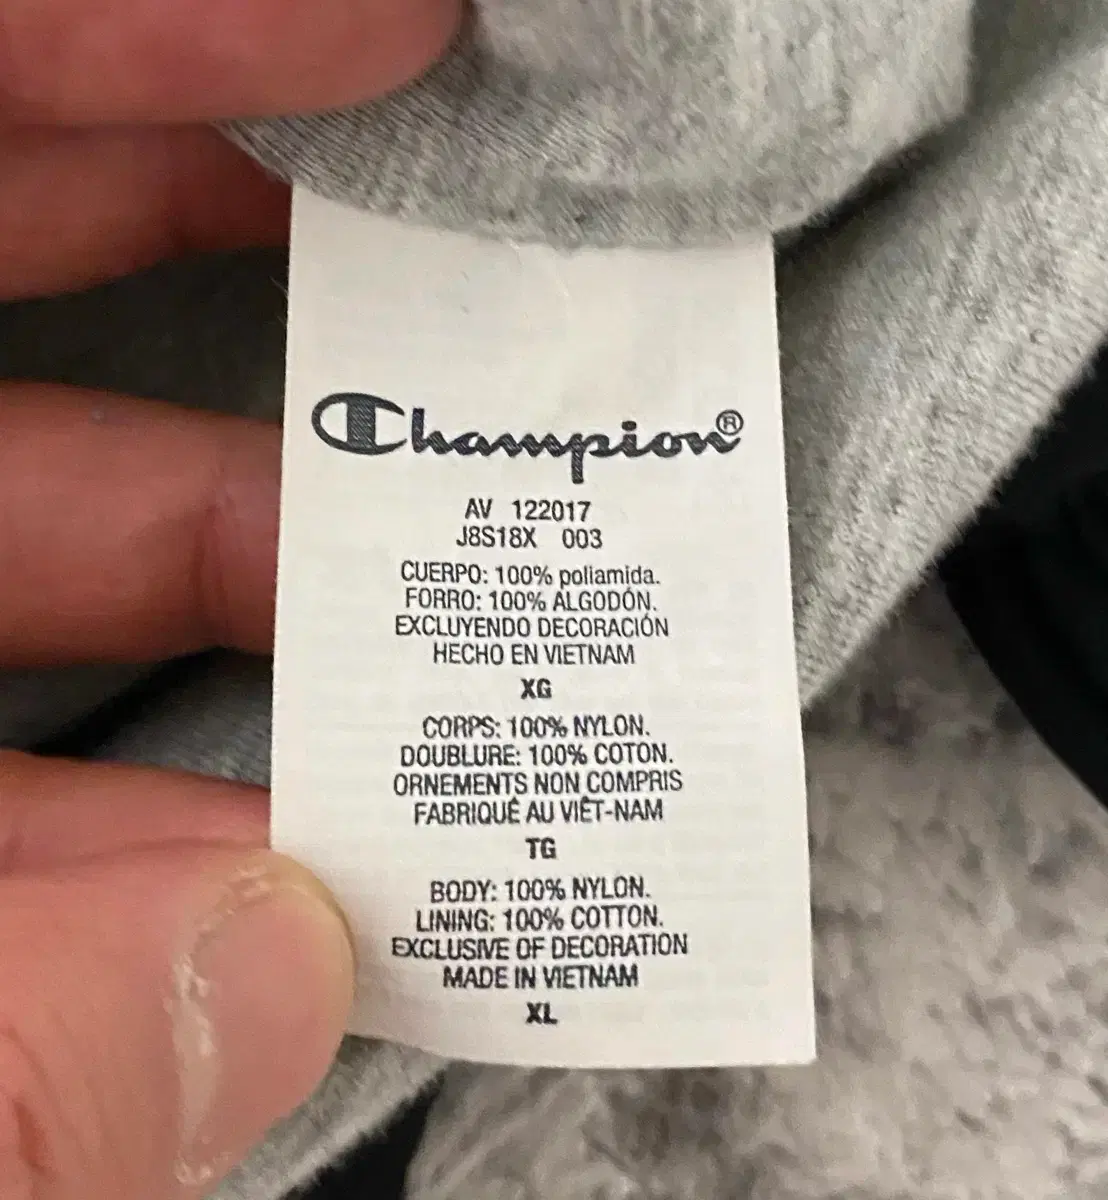 Champion®
AV 122017
J8S18X 003
CUERPO: 100% poliamida.
FORRO: 100% ALGODÓN.
EXCLUYENDO DECORACIÓN
HECHO EN VIETNAM
XG
CORPS: 100% NYLON.
DOUBLURE: 100% COTON.
ORNEMENTS NON COMPRIS
FABRIQUÉ AU VIÊT-NAM
TG
BODY: 100% NYLON.
LINING: 100% COTTON.
EXCLUSIVE OF DECORATION
MADE IN VIETNAM
XL